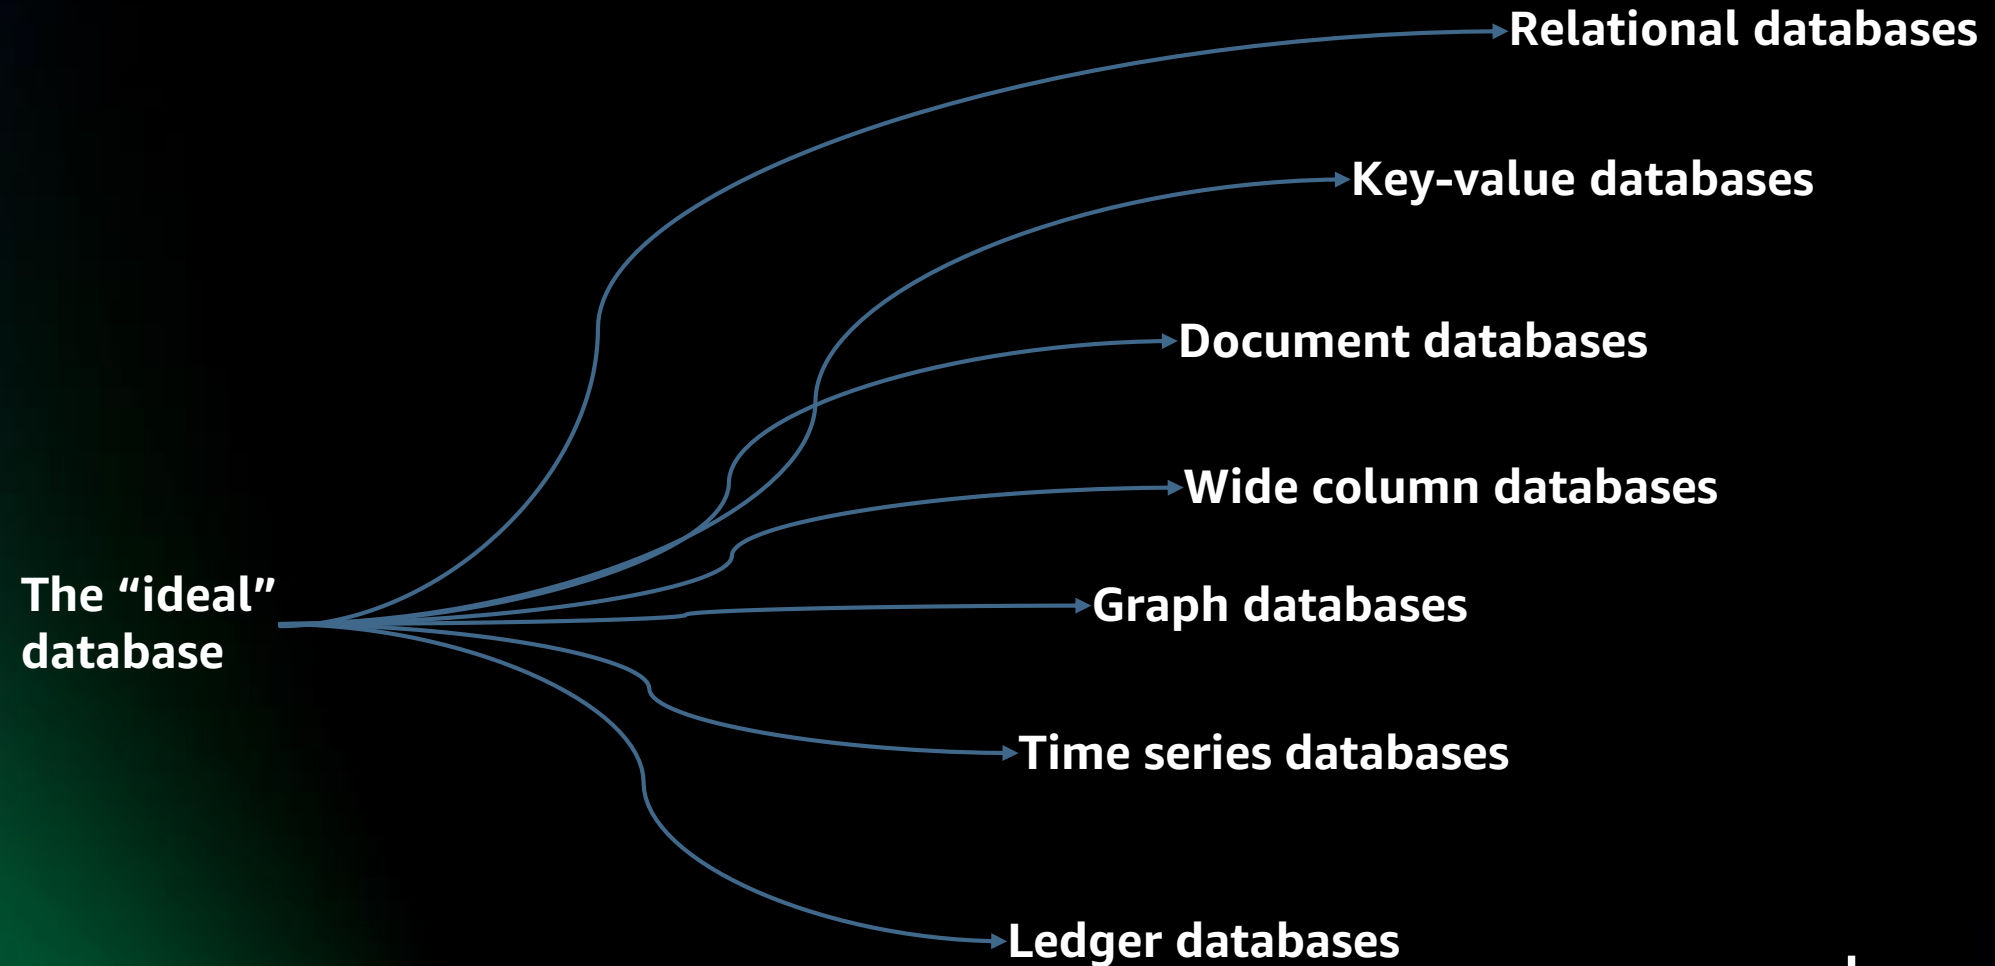 Relational databases
Key-value databases
Document databases
Wide column databases
The “ideal”
database
Graph databases
Time series databases
Ledger databases